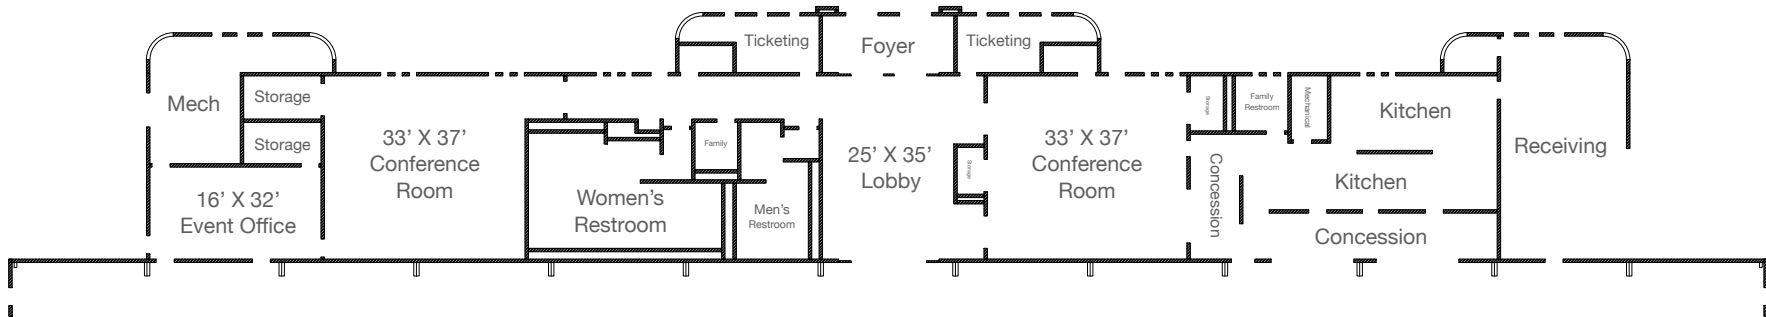 Ticketing
Foyer
Ticketing
Mech
Storage
Storage
16’ X 32’
Event Office
33’ X 37’
Conference
Room
Women's
Restroom
Family
Men's
Restroom
25’ X 35’
Lobby
Storage
33’ X 37’
Conference
Room
Storage
Family
Restroom
Mechanical
Concession
Kitchen
Kitchen
Concession
Receiving